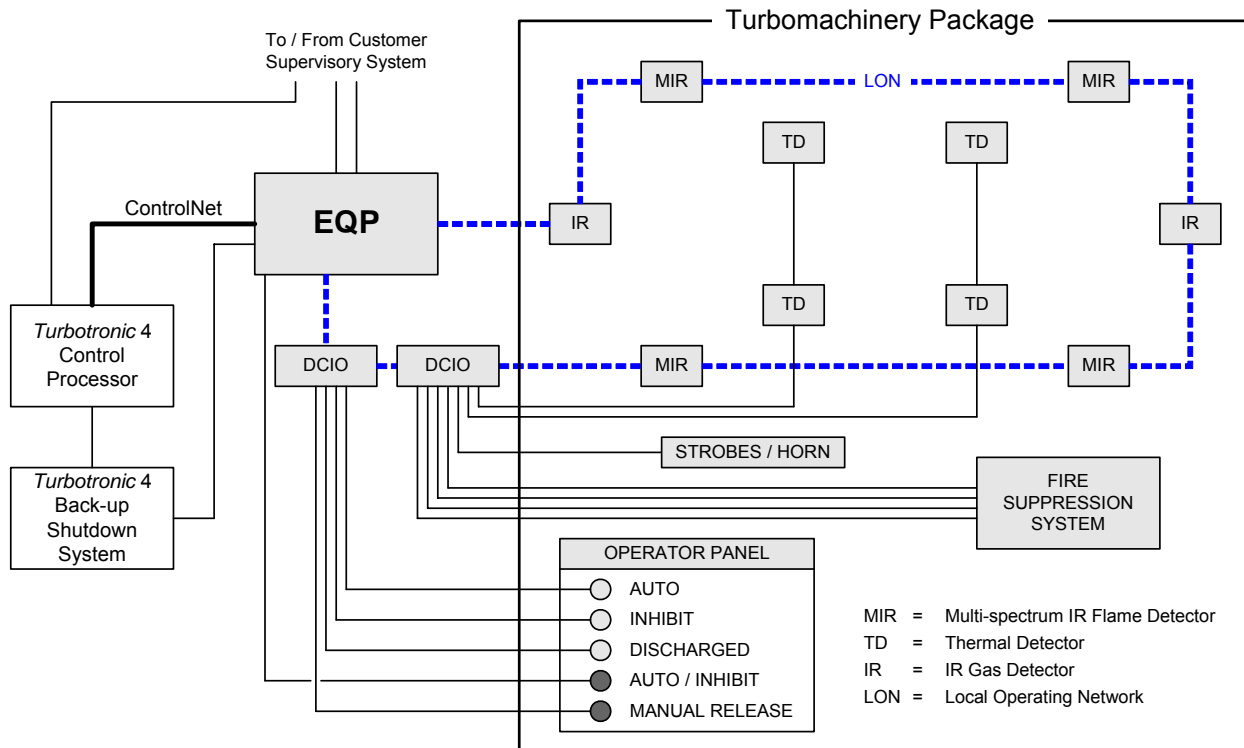 Turbomachinery Package
To / From Customer
Supervisory System
MIR
LON
MIR
TD
TD
ControlNet
EQP
IR
IR
TD
TD
Turbotronic 4
Control
Processor
DCIO
DCIO
MIR
MIR
STROBES / HORN
Turbotronic 4
Back-up
Shutdown
System
FIRE
SUPPRESSION
SYSTEM
OPERATOR PANEL
AUTO
INHIBIT
DISCHARGED
AUTO / INHIBIT
MANUAL RELEASE
MIR = Multi-spectrum IR Flame Detector
TD = Thermal Detector
IR = IR Gas Detector
LON = Local Operating Network